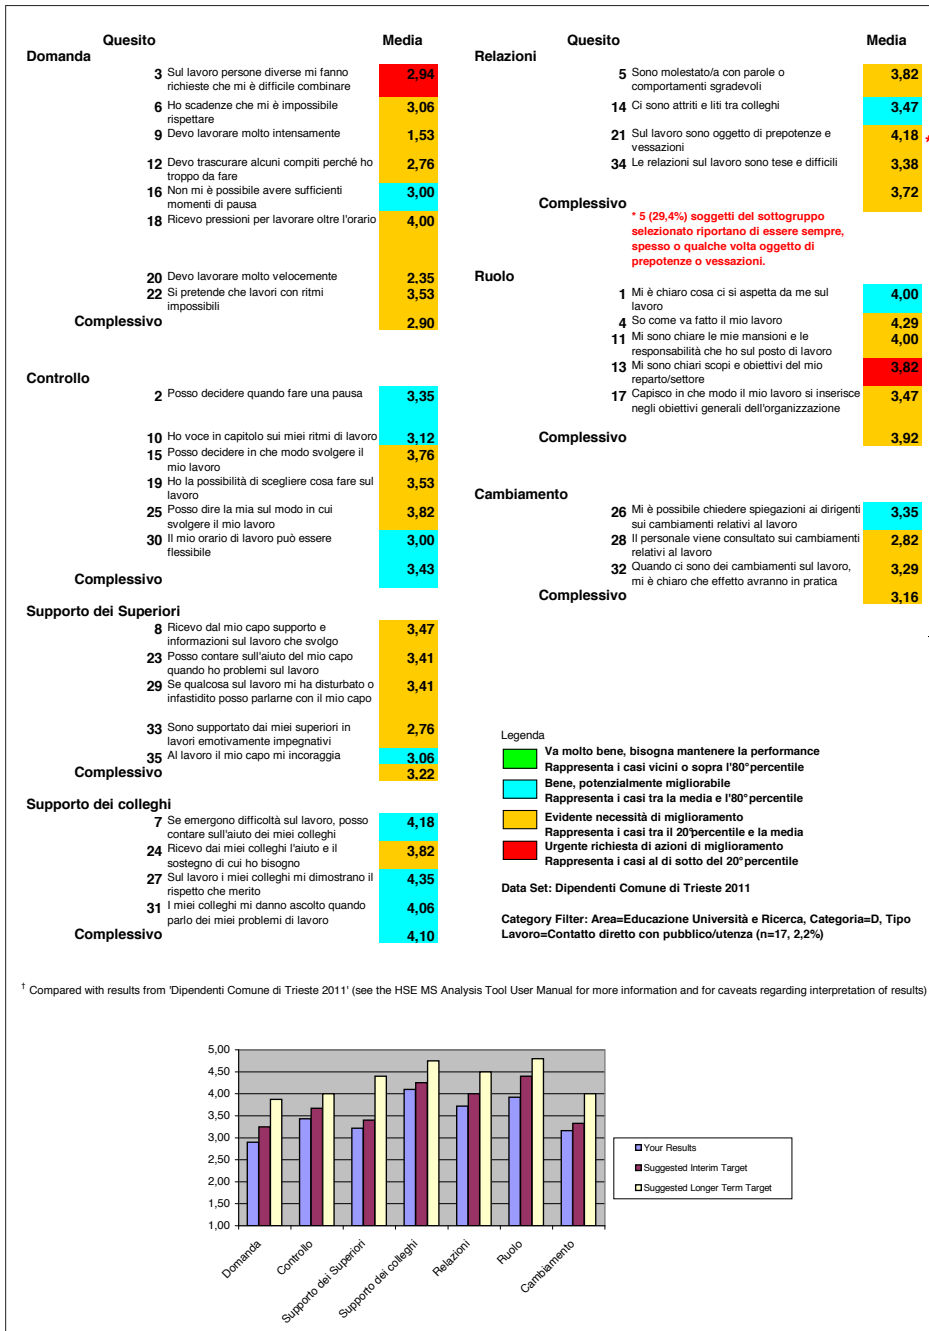 Quesito Media
Domanda
3 Sul lavoro persone diverse mi fanno 2,94
richieste che mi è difficile combinare
6 Ho scadenze che mi è impossibile 3,06
rispettare
9 Devo lavorare molto intensamente 1,53
12 Devo trascurare alcuni compiti perché ho 2,76
troppo da fare
16 Non mi è possibile avere sufficienti 3,00
momenti di pausa
18 Ricevo pressioni per lavorare oltre l'orario 4,00
20 Devo lavorare molto velocemente 2,35
22 Si pretende che lavori con ritmi 3,53
impossibili
Complessivo 2,90
Controllo
2 Posso decidere quando fare una pausa 3,35
10 Ho voce in capitolo sui miei ritmi di lavoro 3,12
15 Posso decidere in che modo svolgere il 3,76
mio lavoro
19 Ho la possibilità di scegliere cosa fare sul 3,53
lavoro
25 Posso dire la mia sul modo in cui 3,82
svolgere il mio lavoro
30 Il mio orario di lavoro può essere 3,00
flessibile
3,43
Complessivo
Supporto dei Superiori
8 Ricevo dal mio capo supporto e 3,47
informazioni sul lavoro che svolgo
23 Posso contare sull'aiuto del mio capo 3,41
quando ho problemi sul lavoro
29 Se qualcosa sul lavoro mi ha disturbato o 3,41
infastidito posso parlarne con il mio capo
33 Sono supportato dai miei superiori in 2,76
lavori emotivamente impegnativi
35 Al lavoro il mio capo mi incoraggia 3,06
Complessivo 3,22
Supporto dei colleghi
7 Se emergono difficoltà sul lavoro, posso 4,18
contare sull'aiuto dei miei colleghi
24 Ricevo dai miei colleghi l'aiuto e il 3,82
sostegno di cui ho bisogno
27 Sul lavoro i miei colleghi mi dimostrano il 4,35
rispetto che merito
31 I miei colleghi mi danno ascolto quando 4,06
parlo dei miei problemi di lavoro
Complessivo 4,10
Quesito Media
Relazioni
5 Sono molestato/a con parole o 3,82
comportamenti sgradevoli
14 Ci sono attriti e liti tra colleghi 3,47
21 Sul lavoro sono oggetto di prepotenze e 4,18 *
vessazioni
34 Le relazioni sul lavoro sono tese e difficili 3,38
3,72
Complessivo
* 5 (29,4%) soggetti del sottogruppo
selezionato riportano di essere sempre,
spesso o qualche volta oggetto di
prepotenze o vessazioni.
Ruolo
1 Mi è chiaro cosa ci si aspetta da me sul 4,00
lavoro
4 So come va fatto il mio lavoro 4,29
11 Mi sono chiare le mie mansioni e le 4,00
responsabilità che ho sul posto di lavoro
13 Mi sono chiari scopi e obiettivi del mio 3,82
reparto/settore
17 Capisco in che modo il mio lavoro si inserisce 3,47
negli obiettivi generali dell'organizzazione
Complessivo 3,92
Cambiamento
26 Mi è possibile chiedere spiegazioni ai dirigenti 3,35
sui cambiamenti relativi al lavoro
28 Il personale viene consultato sui cambiamenti 2,82
relativi al lavoro
32 Quando ci sono dei cambiamenti sul lavoro, 3,29
mi è chiaro che effetto avranno in pratica
Complessivo 3,16
Legenda
Va molto bene, bisogna mantenere la performance
Rappresenta i casi vicini o sopra l'80° percentile
Bene, potenzialmente migliorabile
Rappresenta i casi tra la media e l'80° percentile
Evidente necessità di miglioramento
Rappresenta i casi tra il 20° percentile e la media
Urgente richiesta di azioni di miglioramento
Rappresenta i casi al di sotto del 20° percentile
Data Set: Dipendenti Comune di Trieste 2011
Category Filter: Area=Educazione Università e Ricerca, Categoria=D, Tipo
Lavoro=Contatto diretto con pubblico/utenza (n=17, 2,2%)
† Compared with results from 'Dipendenti Comune di Trieste 2011' (see the HSE MS Analysis Tool User Manual for more information and for caveats regarding interpretation of results)
5,00
4,50
4,00
3,50
3,00
2,50
2,00
1,50
1,00
Domanda
Controllo
Supporto dei Superiori
Supporto dei colleghi
Relazioni
Ruolo
Cambiamento
Your Results
Suggested Interim Target
Suggested Longer Term Target